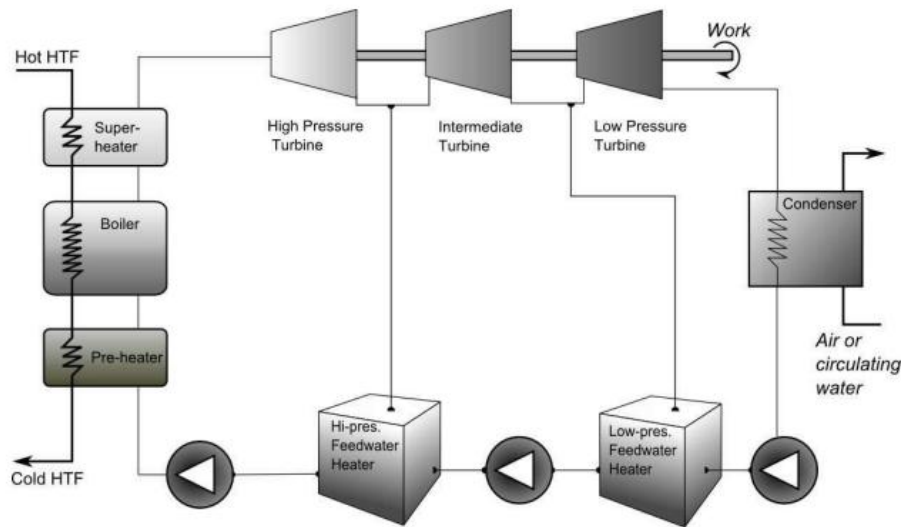 Work
Hot HTF
Super-
heater
High Pressure
Turbine
Intermediate
Turbine
Low Pressure
Turbine
Boiler
Condenser
Pre-heater
Air or
circulating
water
Hi-pres.
Feedwater
Heater
Low-pres.
Feedwater
Heater
Cold HTF